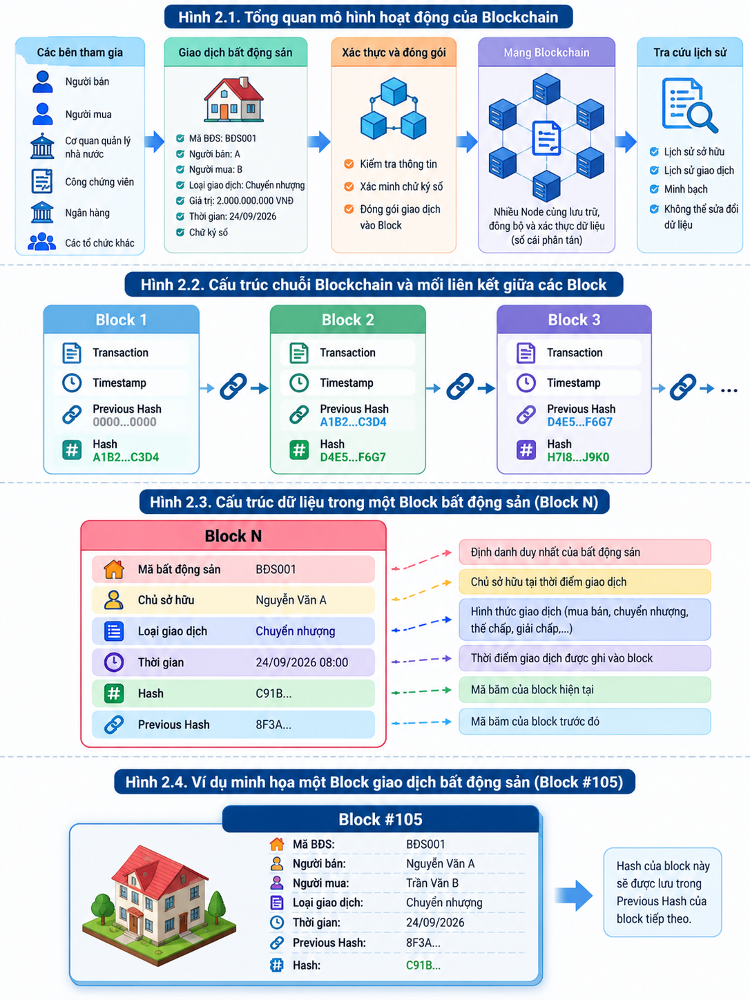 Hình 2.1. Tổng quan mô hình hoạt động của Blockchain
Các bên tham gia
Người bán
Người mua
Cơ quan quản lý
nhà nước
Công chứng viên
Ngân hàng
Các tổ chức khác
Giao dịch bất động sản
Mã BĐS: BĐS001
Người bán: A
Người mua: B
Loại giao dịch: Chuyển nhượng
Giá trị: 2.000.000.000 VNĐ
Thời gian: 24/09/2026
Chữ ký số
Xác thực và đóng gói
Kiểm tra thông tin
Xác minh chữ ký số
Đóng gói giao dịch
vào Block
Mạng Blockchain
Nhiều Node cùng lưu trữ,
đồng bộ và xác thực dữ liệu
(sổ cái phân tán)
Tra cứu lịch sử
Lịch sử sở hữu
Lịch sử giao dịch
Minh bạch
Không thể sửa đổi
dữ liệu
Hình 2.2. Cấu trúc chuỗi Blockchain và mối liên kết giữa các Block
Block 1
Transaction
Timestamp
Previous Hash
0000...0000
Hash
A1B2...C3D4
Block 2
Transaction
Timestamp
Previous Hash
A1B2...C3D4
Hash
D4E5...F6G7
Block 3
Transaction
Timestamp
Previous Hash
D4E5...F6G7
Hash
H7I8...J9K0
...
Hình 2.3. Cấu trúc dữ liệu trong một Block bất động sản (Block N)
Block N
Mã bất động sản BĐS001
Chủ sở hữu Nguyễn Văn A
Loại giao dịch Chuyển nhượng
Thời gian 24/09/2026 08:00
Hash C91B...
Previous Hash 8F3A...
Định danh duy nhất của bất động sản
Chủ sở hữu tại thời điểm giao dịch
Hình thức giao dịch (mua bán, chuyển nhượng,
thế chấp, giải chấp,...)
Thời điểm giao dịch được ghi vào block
Mã băm của block hiện tại
Mã băm của block trước đó
Hình 2.4. Ví dụ minh họa một Block giao dịch bất động sản (Block #105)
Block #105
Mã BĐS: BĐS001
Người bán: Nguyễn Văn A
Người mua: Trần Văn B
Loại giao dịch: Chuyển nhượng
Thời gian: 24/09/2026
Previous Hash: 8F3A...
Hash: C91B...
Hash của block này
sẽ được lưu trong
Previous Hash của
block tiếp theo.